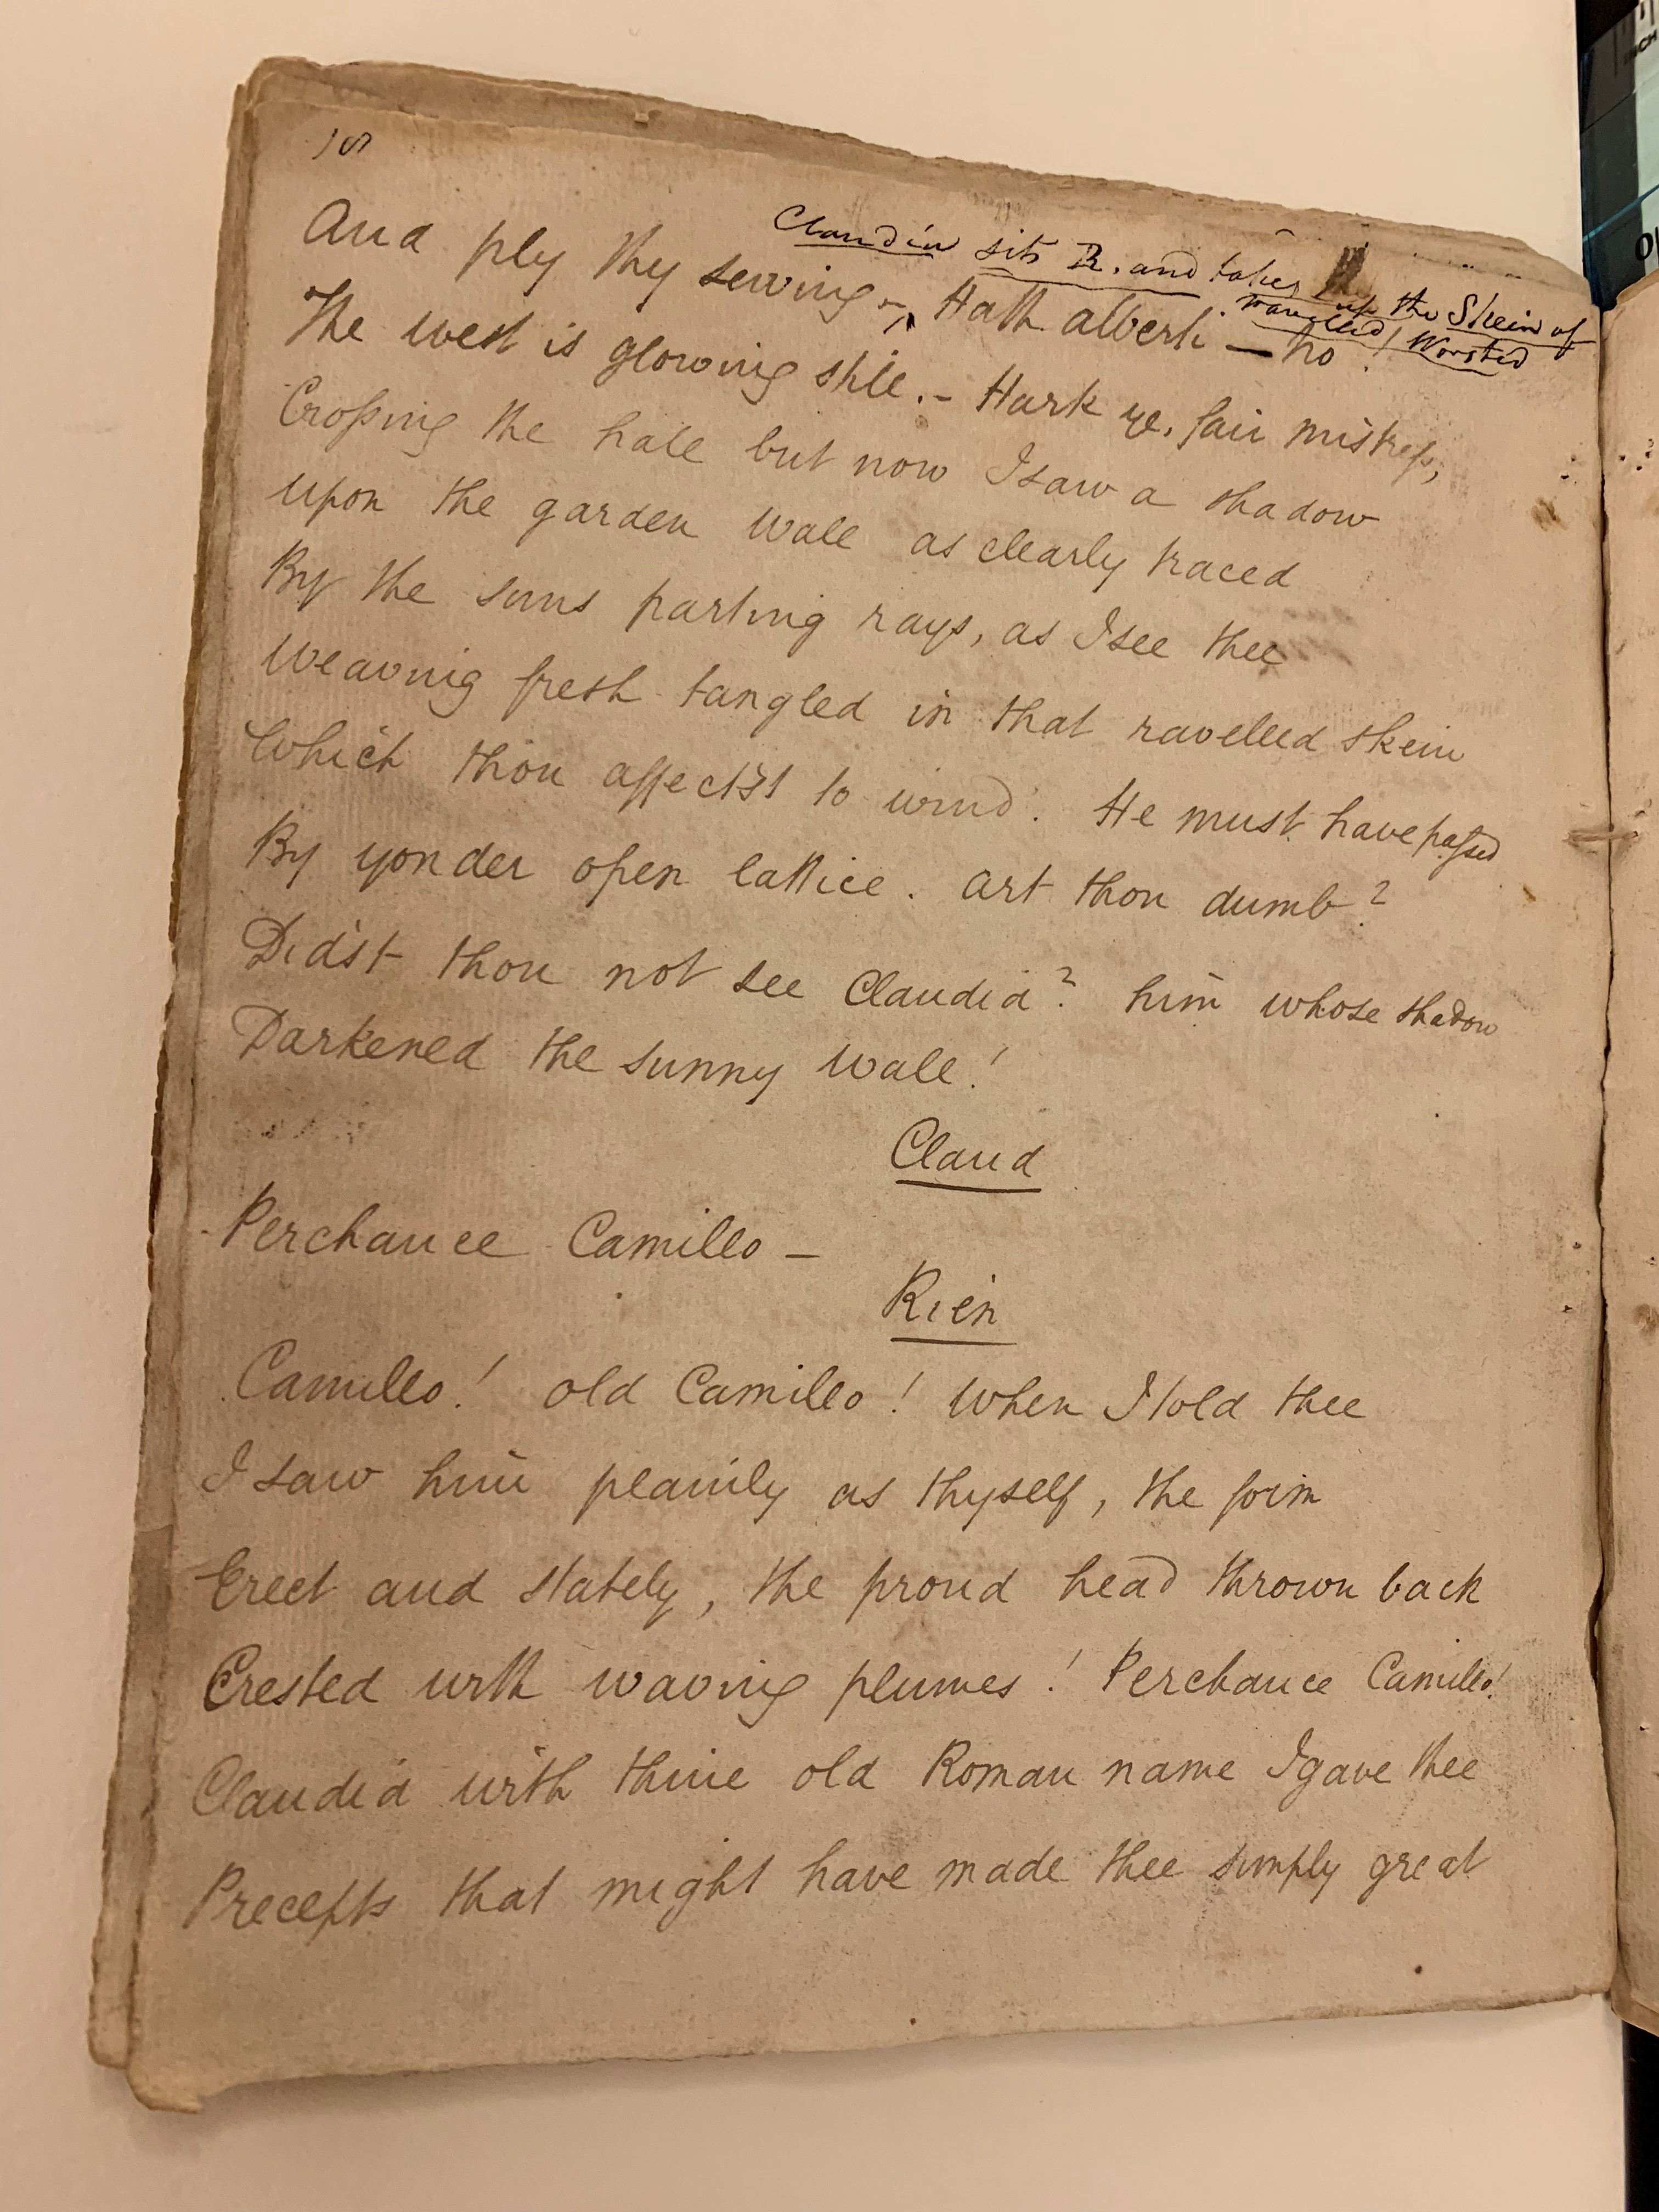 18
Claudia sits R. and takes up the Skein of
ravelled Worsted
And ply thy sewing –, Hath Alberti – no !
The west is glowing still. – Hark ye, fair mistress,
Crossing the hall but now I saw a shadow
Upon the garden wall as clearly traced
By the suns parting rays, as I see thee
Weaving fresh tangled in that ravelled skein
Which thou affectst to wind. He must have passed
By yonder open lattice. Art thou dumb?
Did'st thou not see Claudia? him whose shadow
Darkened the sunny wall!
Claud
Perchance Camillo –
Rien
Camillo! old Camillo! When I told thee
I saw him plainly as thyself, the form
Erect and stately, the proud head thrown back
Crested with waving plumes! Perchance Camillo!
Claudia with thine old Roman name I gave thee
Precepts that might have made thee simply great